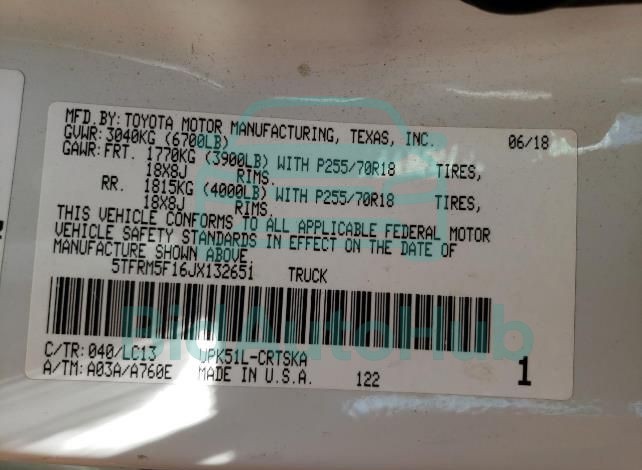 MFD.BY:TOYOTA MOTOR MANUFACTURING, TEXAS, INC. 06/18
GVWR:3040KG (6700LB)
GAWR:FRT. 1770KG (3900LB) WITH P255/70R18 TIRES,
18X8J RIMS.
RR. 1815KG (4000LB) WITH P255/70R18 TIRES,
18X8J RIMS.
THIS VEHICLE CONFORMS TO ALL APPLICABLE FEDERAL MOTOR
VEHICLE SAFETY STANDARDS IN EFFECT ON THE DATE OF
MANUFACTURE SHOWN ABOVE.
5TFRM5F16JX132651 TRUCK
BidAutoHub
C/TR:040/LC13 UPK51L-CRTSKA
A/TM:A03A/A760E MADE IN U.S.A. 122 1